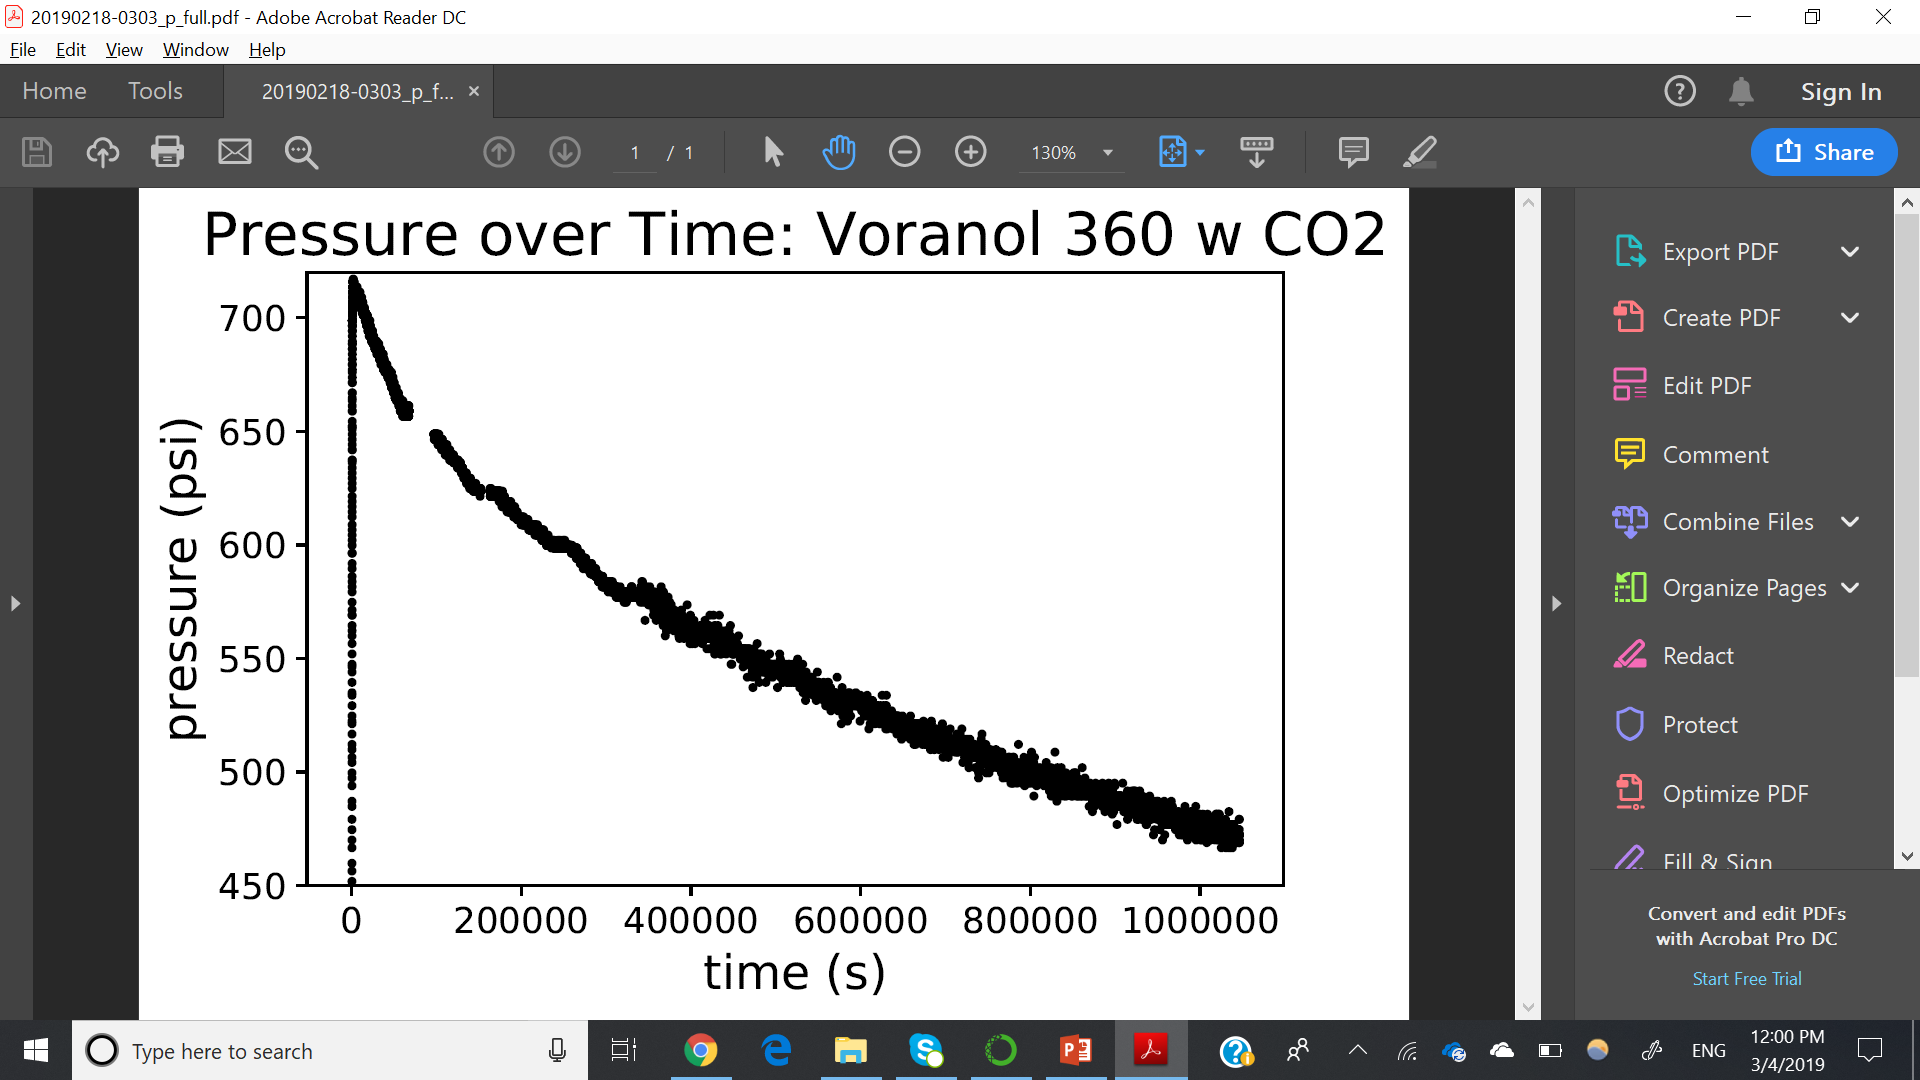 20190218-0303_p_full.pdf - Adobe Acrobat Reader DC
File Edit View Window Help
Home Tools 20190218-0303_p_f... ×
Sign In
1 / 1 130%
Share
Pressure over Time: Voranol 360 w CO2
700
650
600
550
500
450
pressure (psi)
0 200000 400000 600000 800000 1000000
time (s)
Export PDF
Create PDF
Edit PDF
Comment
Combine Files
Organize Pages
Redact
Protect
Optimize PDF
Fill & Sign
Convert and edit PDFs
with Acrobat Pro DC
Start Free Trial
Type here to search
ENG
12:00 PM
3/4/2019